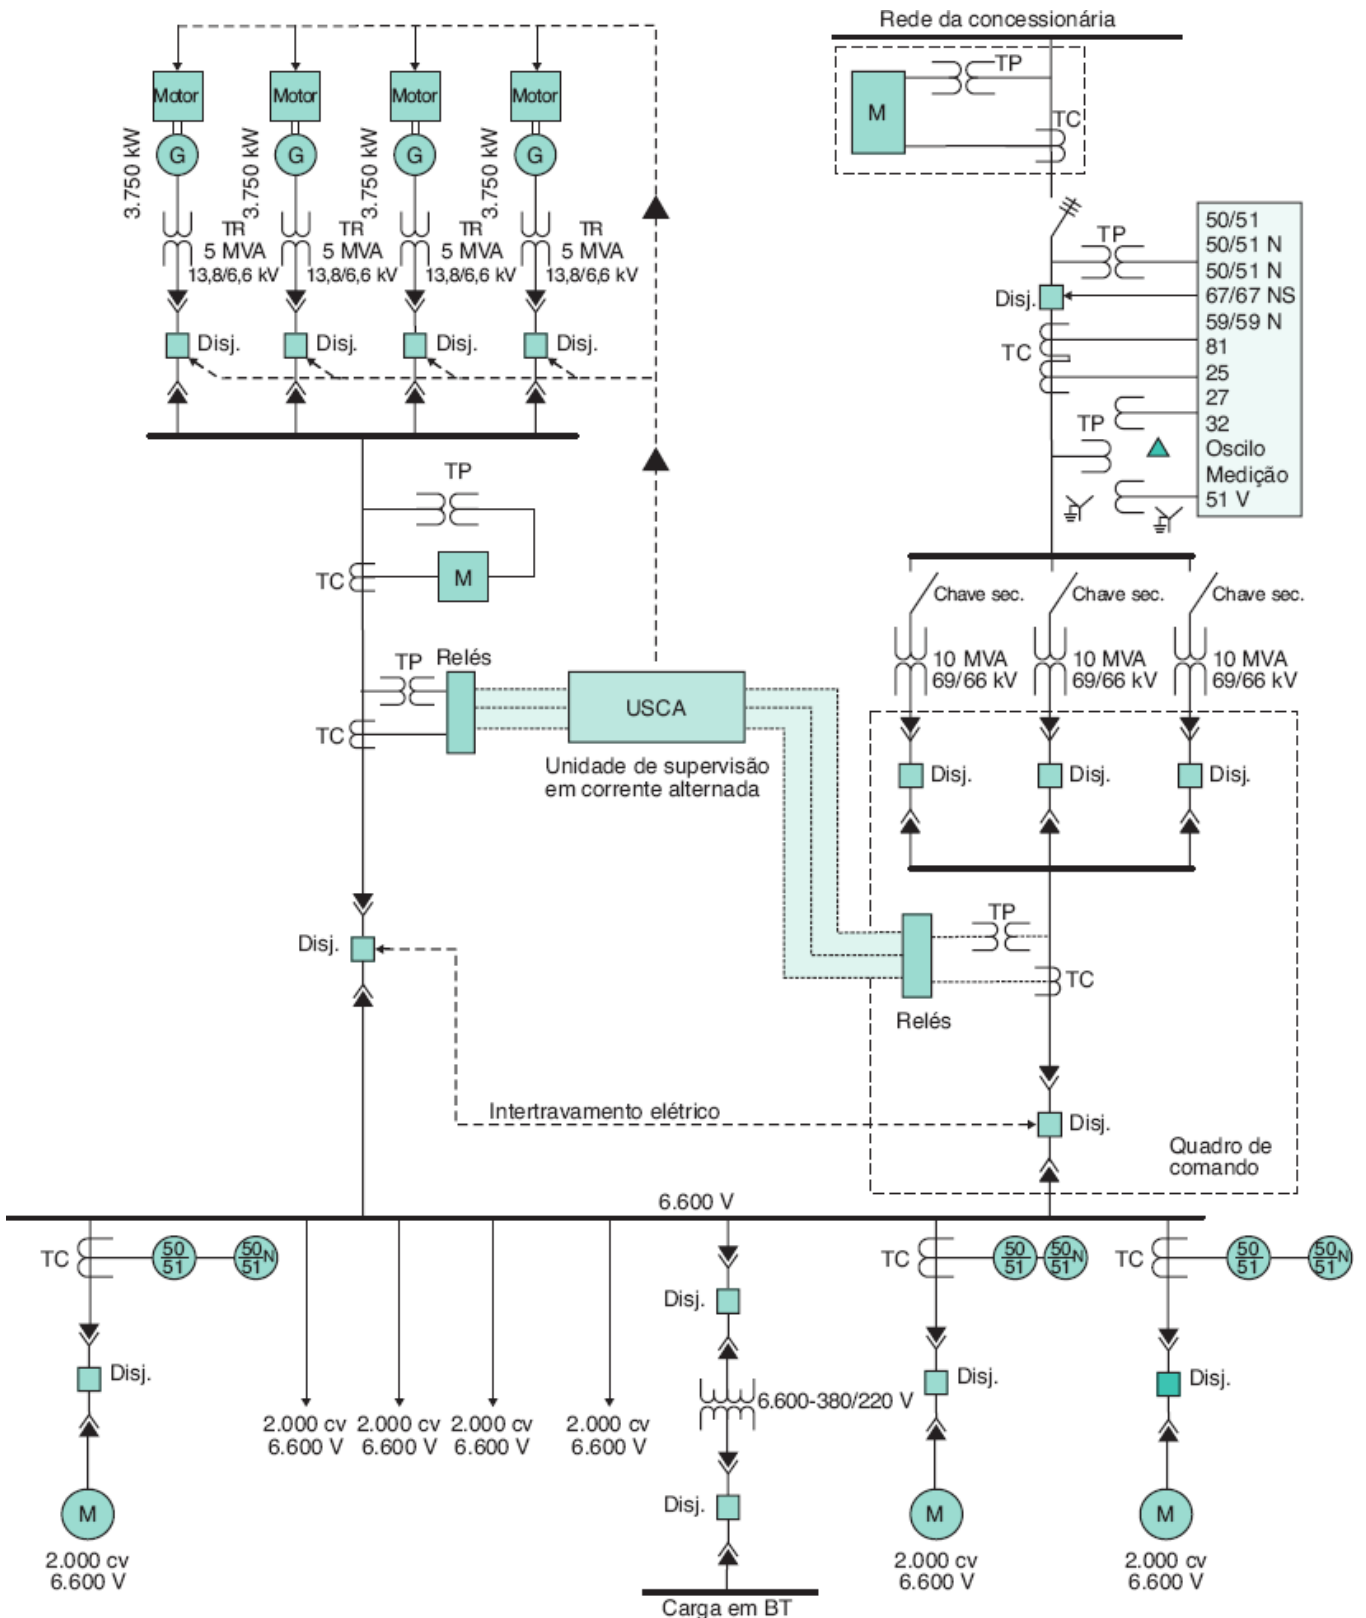 Rede da concessionária
TP
M
TC
Motor
Motor
Motor
Motor
G
G
G
G
3.750 kW
3.750 kW
3.750 kW
3.750 kW
TR
5 MVA
13,8/6,6 kV
TR
5 MVA
13,8/6,6 kV
TR
5 MVA
13,8/6,6 kV
TR
5 MVA
13,8/6,6 kV
Disj.
Disj.
Disj.
Disj.
TP
Disj.
TC
TP
50/51
50/51 N
50/51 N
67/67 NS
59/59 N
81
25
27
32
Oscilo
Medição
51 V
TP
TC
M
Chave sec.
Chave sec.
Chave sec.
10 MVA
69/66 kV
10 MVA
69/66 kV
10 MVA
69/66 kV
TP
Relés
TC
USCA
Unidade de supervisão
em corrente alternada
Disj.
Disj.
Disj.
TP
TC
Relés
Disj.
Intertravamento elétrico
Disj.
Quadro de
comando
6.600 V
TC
50
51
50
51
N
TC
50
51
50
51
N
TC
50
51
50
51
N
Disj.
Disj.
Disj.
Disj.
2.000 cv
6.600 V
2.000 cv
6.600 V
2.000 cv
6.600 V
2.000 cv
6.600 V
6.600-380/220 V
Disj.
M
M
M
2.000 cv
6.600 V
2.000 cv
6.600 V
2.000 cv
6.600 V
Carga em BT